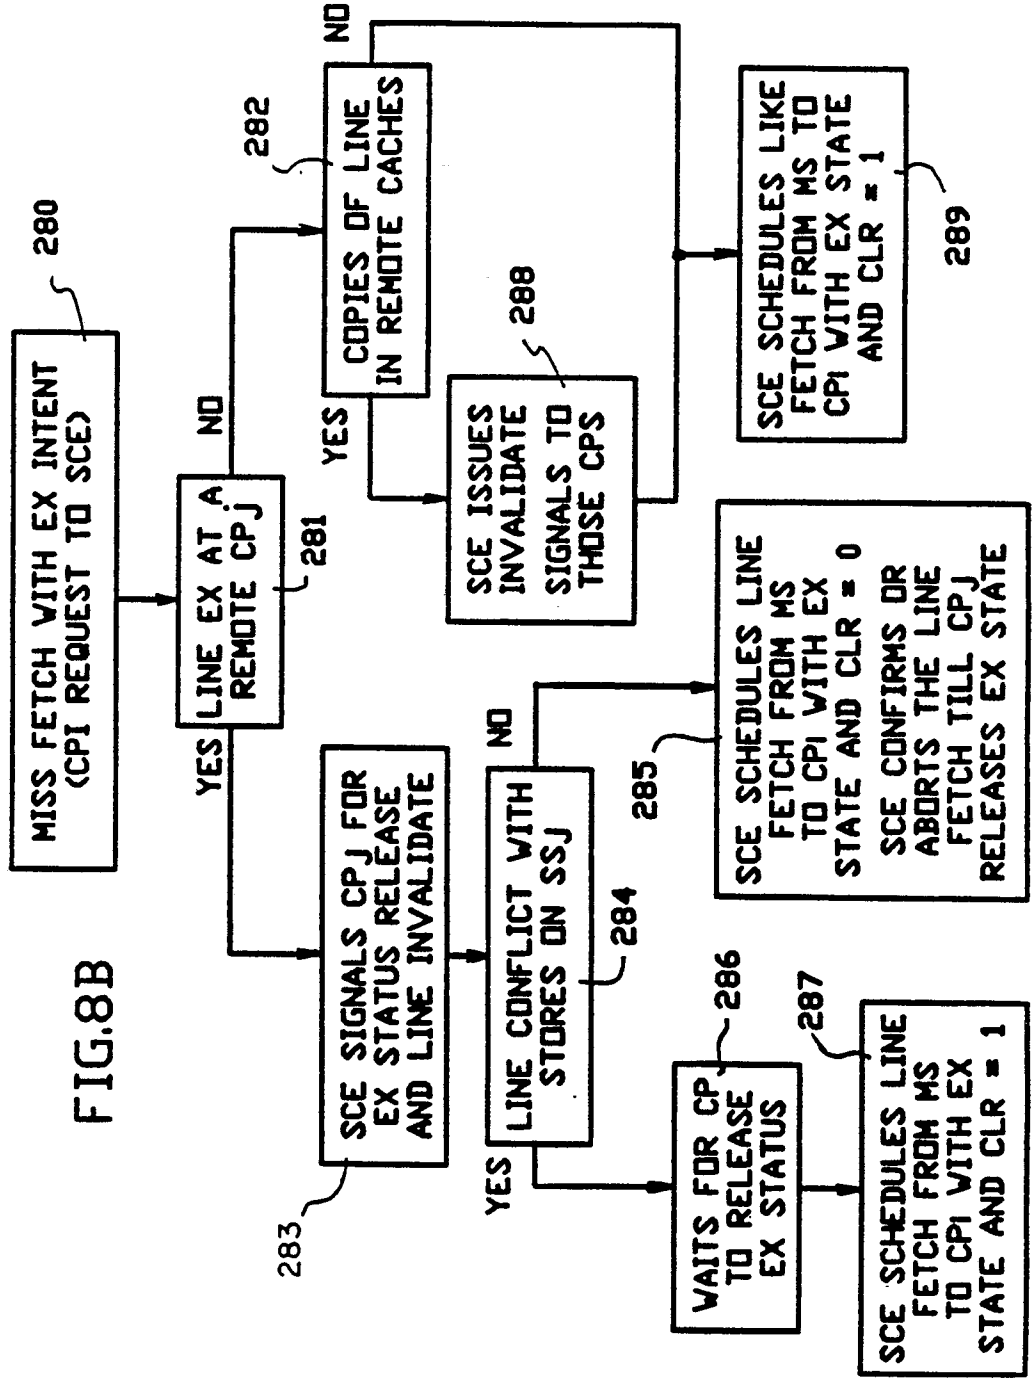 FIG.8B
MISS FETCH WITH EX INTENT
(CPI REQUEST TO SCE)
280
YES
LINE EX AT A
REMOTE CPj
NO
281
282
COPIES OF LINE
IN REMOTE CACHES
YES
NO
283
SCE SIGNALS CPJ FOR
EX STATUS RELEASE
AND LINE INVALIDATE
288
SCE ISSUES
INVALIDATE
SIGNALS TO
THOSE CPS
LINE CONFLICT WITH
STORES ON SSJ
YES
NO
284
286
WAITS FOR CP
TO RELEASE
EX STATUS
287
SCE SCHEDULES LINE
FETCH FROM MS
TO CPI WITH EX
STATE AND CLR = 1
285
SCE SCHEDULES LINE
FETCH FROM MS
TO CPI WITH EX
STATE AND CLR = 0
SCE CONFIRMS OR
ABORTS THE LINE
FETCH TILL CPJ
RELEASES EX STATE
SCE SCHEDULES LIKE
FETCH FROM MS TO
CPI WITH EX STATE
AND CLR = 1
289